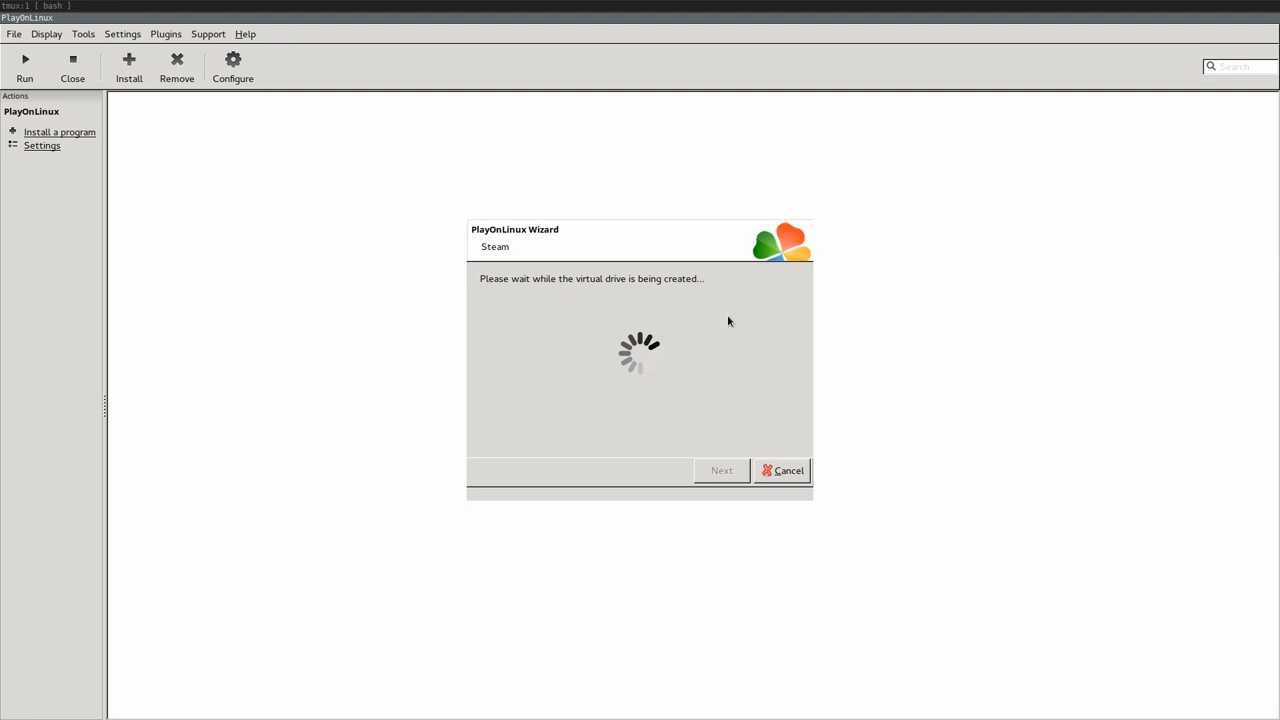 tmux:1 [ bash ]
PlayOnLinux
File Display Tools Settings Plugins Support Help
Run Close Install Remove Configure
Search
Actions
PlayOnLinux
Install a program
Settings
PlayOnLinux Wizard
Steam
Please wait while the virtual drive is being created...
Next Cancel